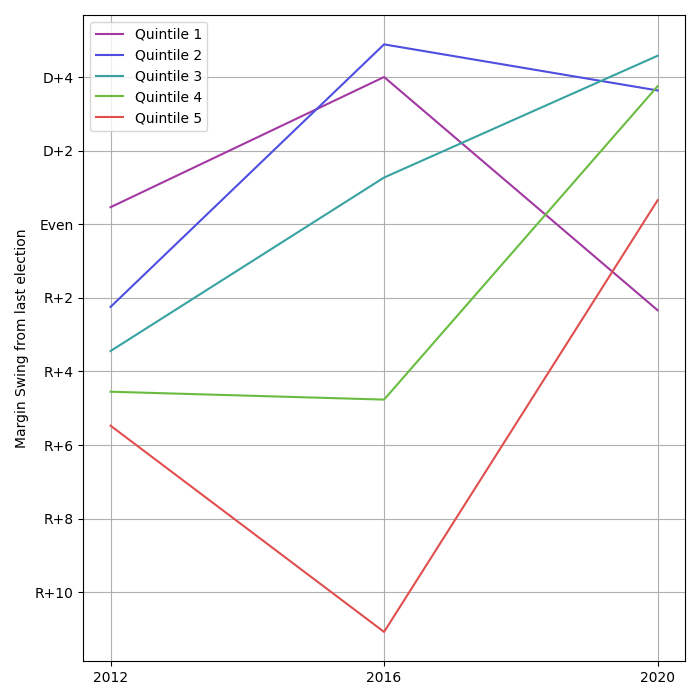 Quintile 1
Quintile 2
Quintile 3
Quintile 4
Quintile 5
D+4
D+2
Even
R+2
R+4
R+6
R+8
R+10
Margin Swing from last election
2012
2016
2020